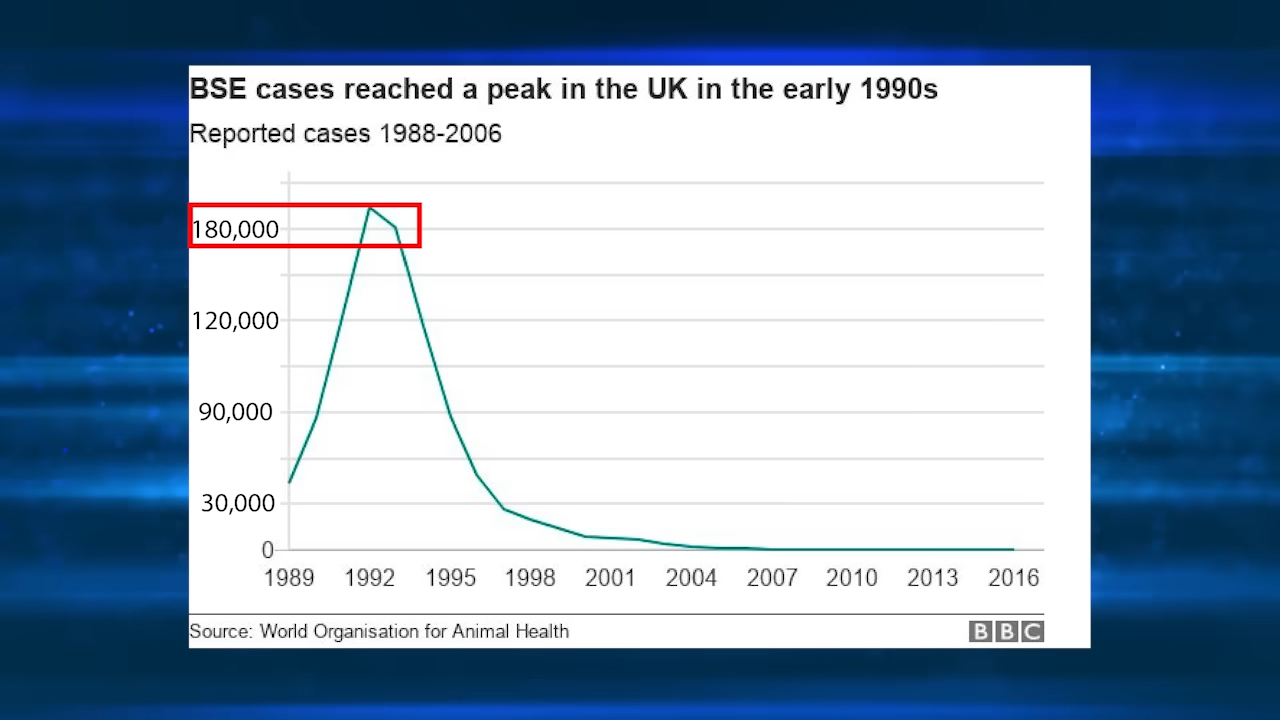 BSE cases reached a peak in the UK in the early 1990s
Reported cases 1988-2006
180,000
120,000
90,000
30,000
0
1989 1992 1995 1998 2001 2004 2007 2010 2013 2016
Source: World Organisation for Animal Health
BBC